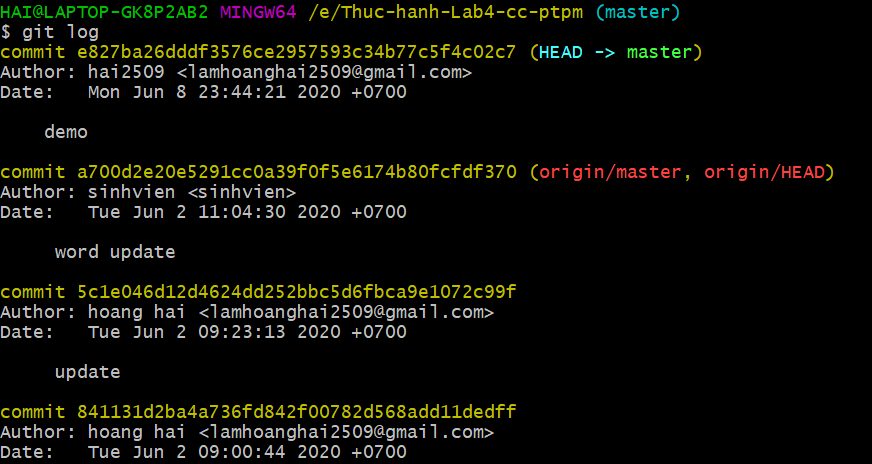 HAI@LAPTOP-GK8P2AB2 MINGW64 /e/Thuc-hanh-Lab4-cc-ptpm (master)
$ git log
commit e827ba26dddf3576ce2957593c34b77c5f4c02c7 (HEAD -> master)
Author: hai2509 <lamhoanghai2509@gmail.com>
Date:   Mon Jun 8 23:44:21 2020 +0700
    demo
commit a700d2e20e5291cc0a39f0f5e6174b80fcfdf370 (origin/master, origin/HEAD)
Author: sinhvien <sinhvien>
Date:   Tue Jun 2 11:04:30 2020 +0700
     word update
commit 5c1e046d12d4624dd252bbc5d6fbca9e1072c99f
Author: hoang hai <lamhoanghai2509@gmail.com>
Date:   Tue Jun 2 09:23:13 2020 +0700
     update
commit 841131d2ba4a736fd842f00782d568add11dedff
Author: hoang hai <lamhoanghai2509@gmail.com>
Date:   Tue Jun 2 09:00:44 2020 +0700